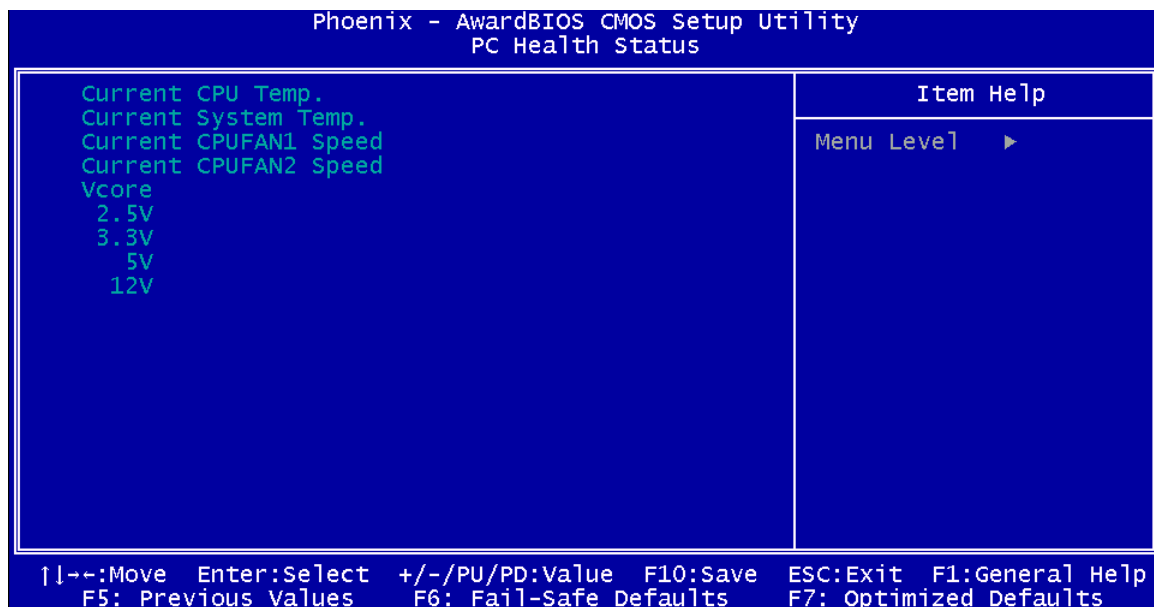 Phoenix - AwardBIOS CMOS Setup Utility
PC Health Status
Current CPU Temp.
Current System Temp.
Current CPUFAN1 Speed
Current CPUFAN2 Speed
Vcore
2.5V
3.3V
5V
12V
Item Help
Menu Level ▶
↑↓→←:Move Enter:Select +/-/PU/PD:Value F10:Save ESC:Exit F1:General Help
F5: Previous Values F6: Fail-Safe Defaults F7: Optimized Defaults